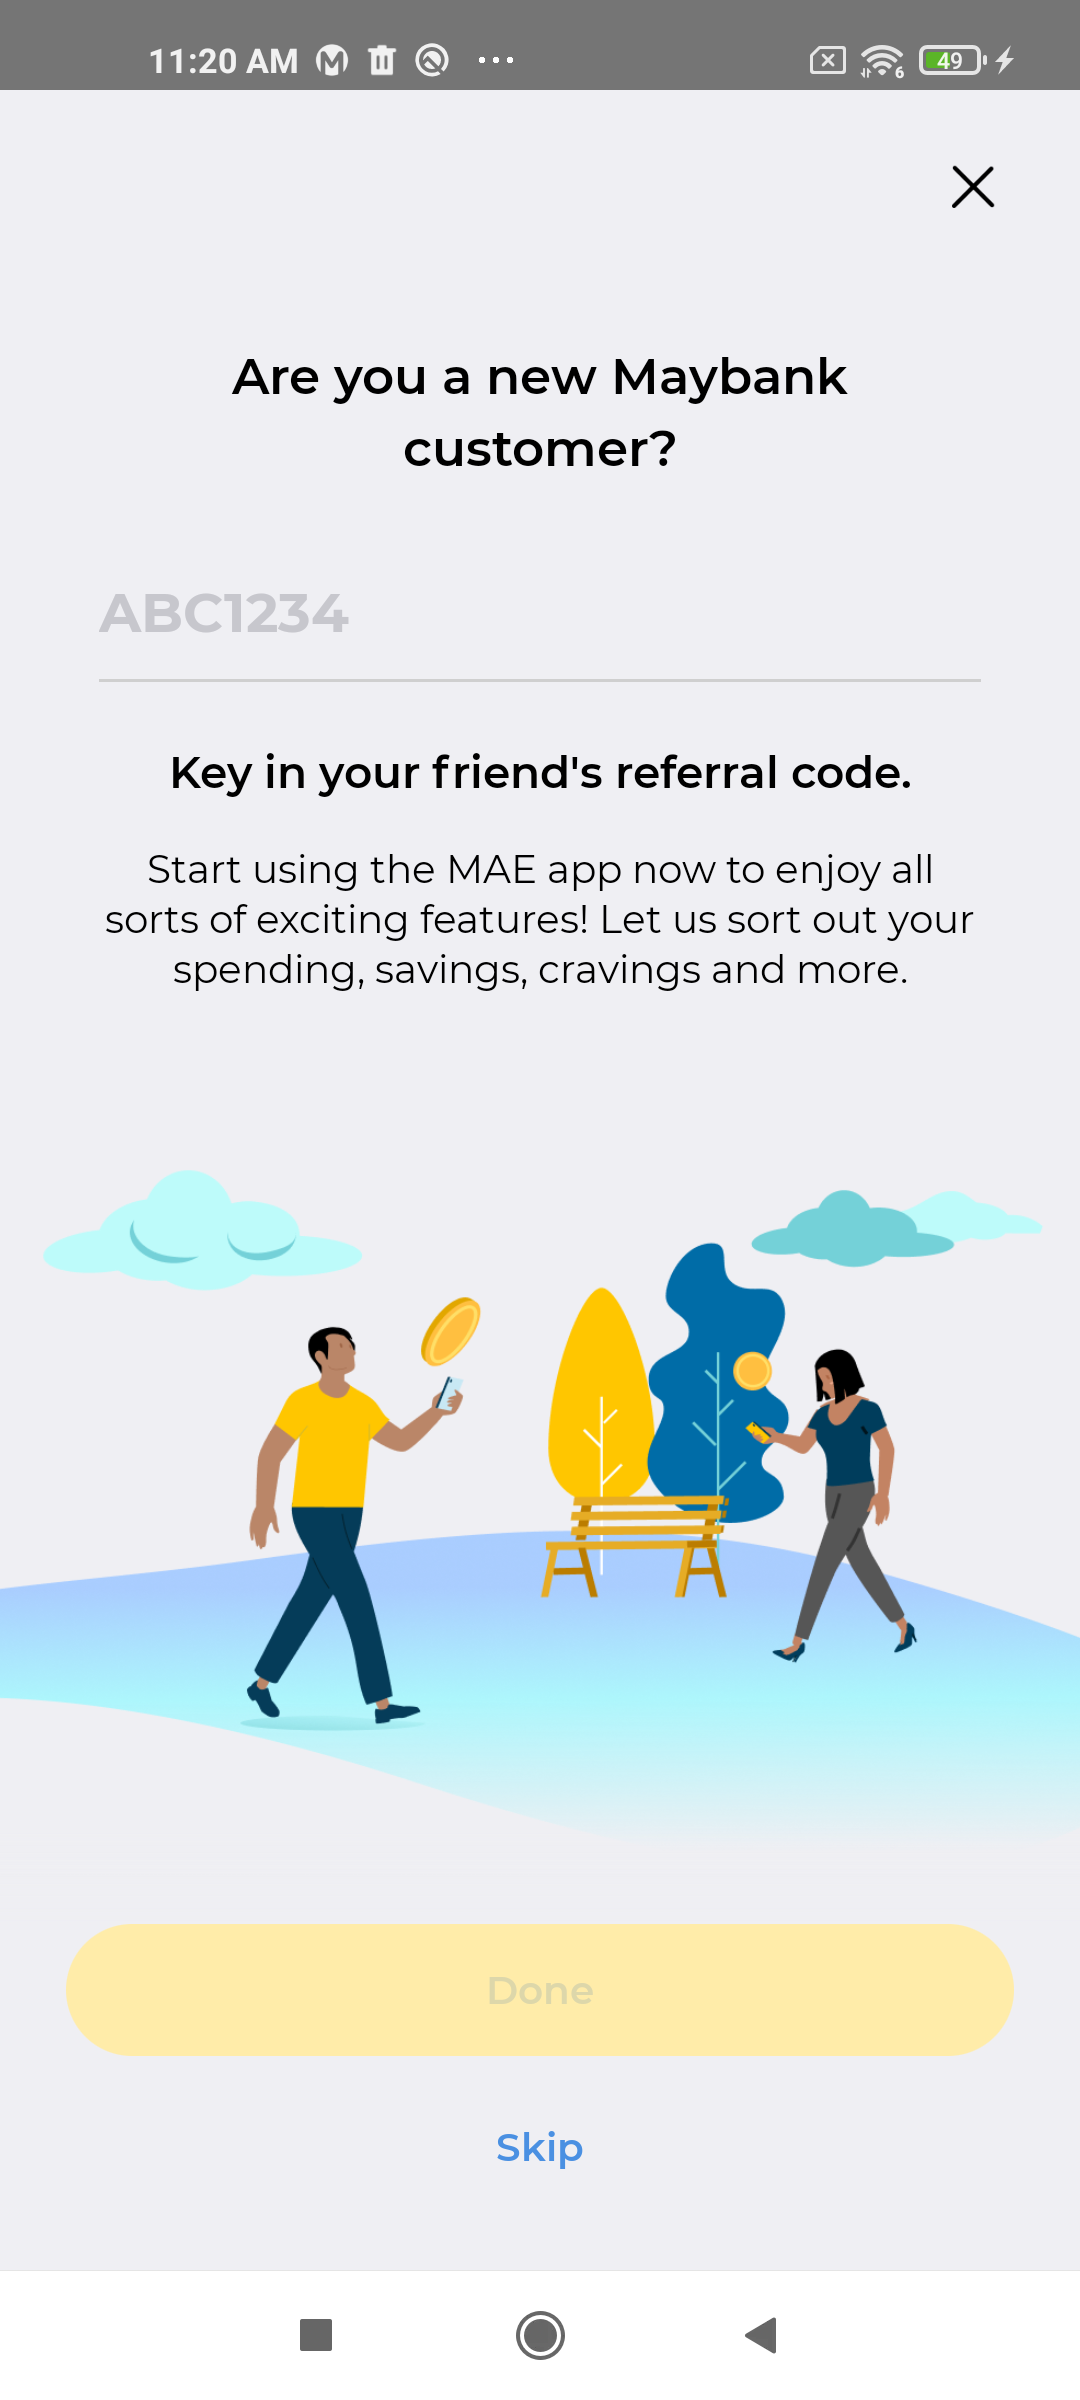 11:20 AM
49
6
Are you a new Maybank
customer?
ABC1234
Key in your friend's referral code.
Start using the MAE app now to enjoy all
sorts of exciting features! Let us sort out your
spending, savings, cravings and more.
Done
Skip